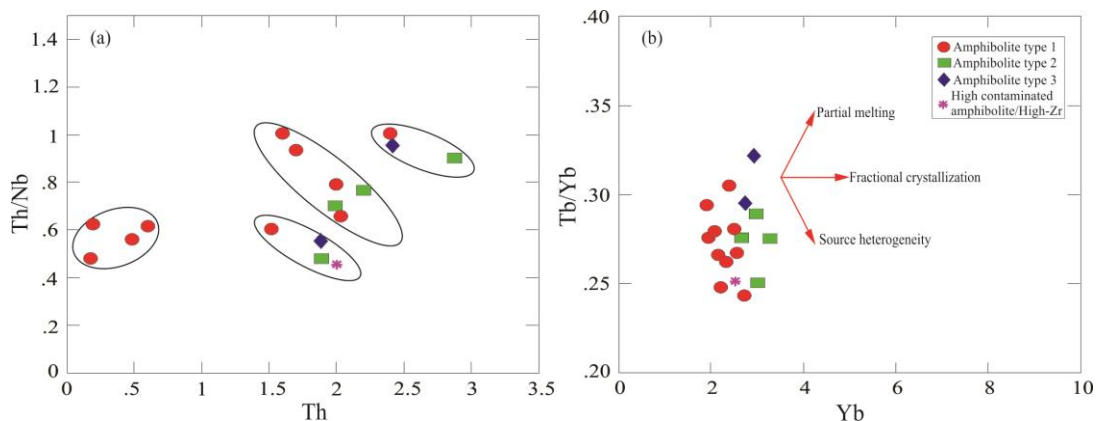 (a)
1.4
1.2
1
.8
.6
.4
.2
0
Th/Nb
0
.5
1
1.5
2
2.5
3
3.5
Th
(b)
.40
.35
.30
.25
.20
Tb/Yb
0
2
4
6
8
10
Yb
Amphibolite type 1
Amphibolite type 2
Amphibolite type 3
High contaminated
amphibolite/High-Zr
Partial melting
Fractional crystallization
Source heterogeneity